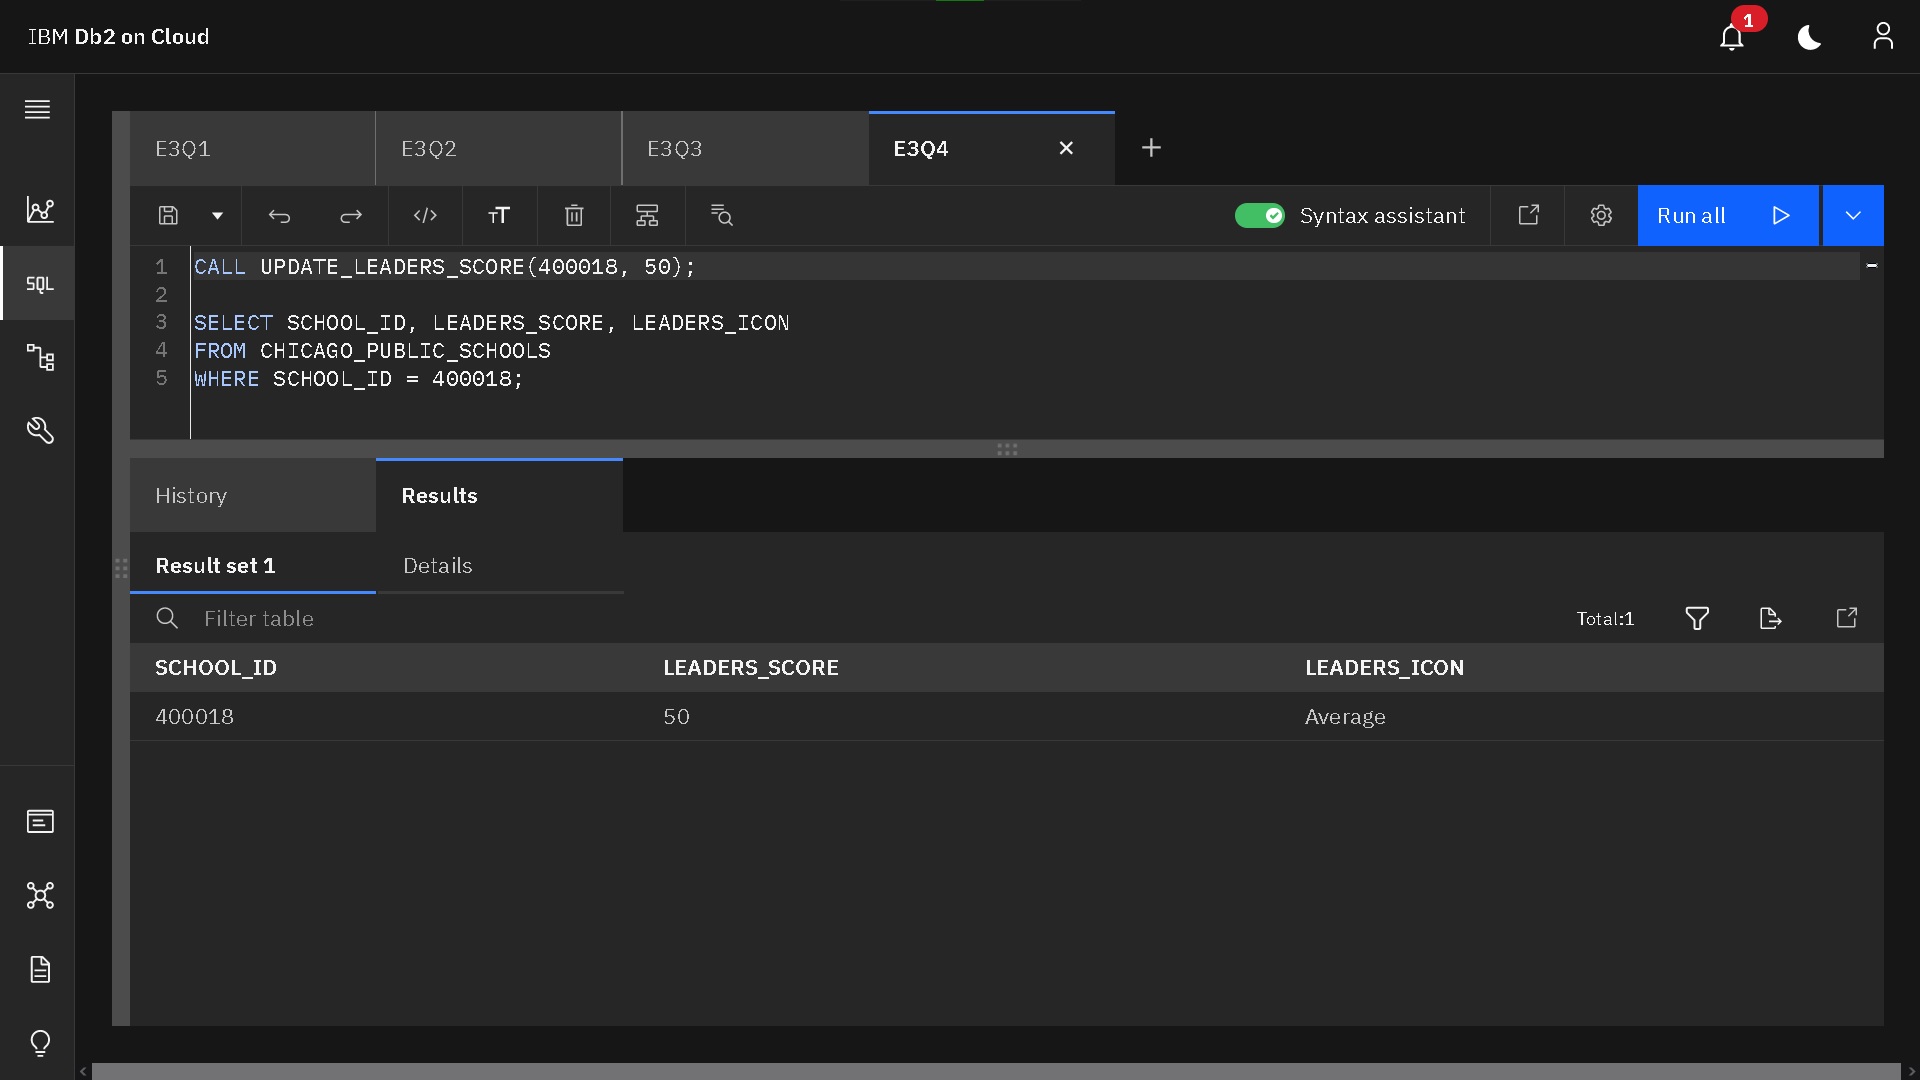 IBM Db2 on Cloud
1
E3Q1
E3Q2
E3Q3
E3Q4
SQL
</>
TT
Syntax assistant
Run all
1 CALL UPDATE_LEADERS_SCORE(400018, 50);
2
3 SELECT SCHOOL_ID, LEADERS_SCORE, LEADERS_ICON
4 FROM CHICAGO_PUBLIC_SCHOOLS
5 WHERE SCHOOL_ID = 400018;
History
Results
Result set 1
Details
Filter table
Total:1
SCHOOL_ID LEADERS_SCORE LEADERS_ICON
400018 50 Average